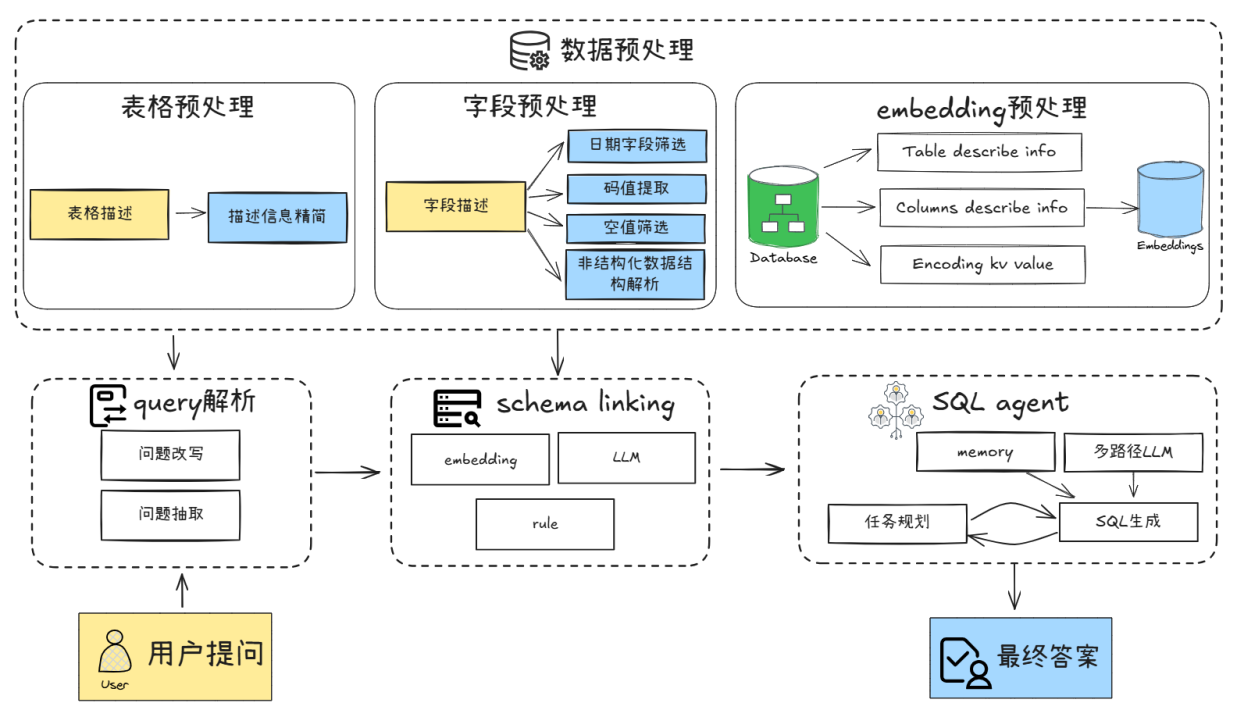 数据预处理
表格预处理
表格描述
描述信息精简
字段预处理
字段描述
日期字段筛选
码值提取
空值筛选
非结构化数据结
构解析
embedding预处理
Database
Table describe info
Columns describe info
Encoding kv value
Embeddings
query解析
问题改写
问题抽取
schema linking
embedding
LLM
rule
SQL agent
memory
多路径LLM
任务规划
SQL生成
用户提问
User
最终答案